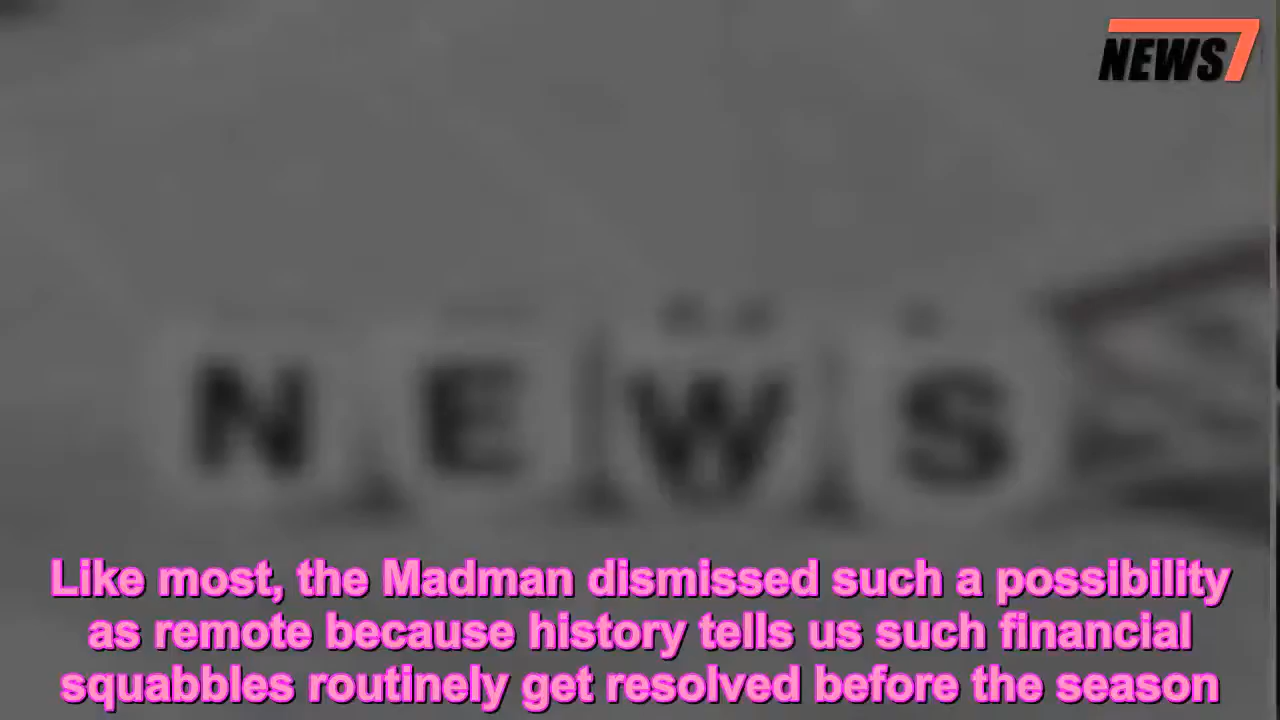 NEWS7
NEWS
Like most, the Madman dismissed such a possibility
as remote because history tells us such financial
squabbles routinely get resolved before the season